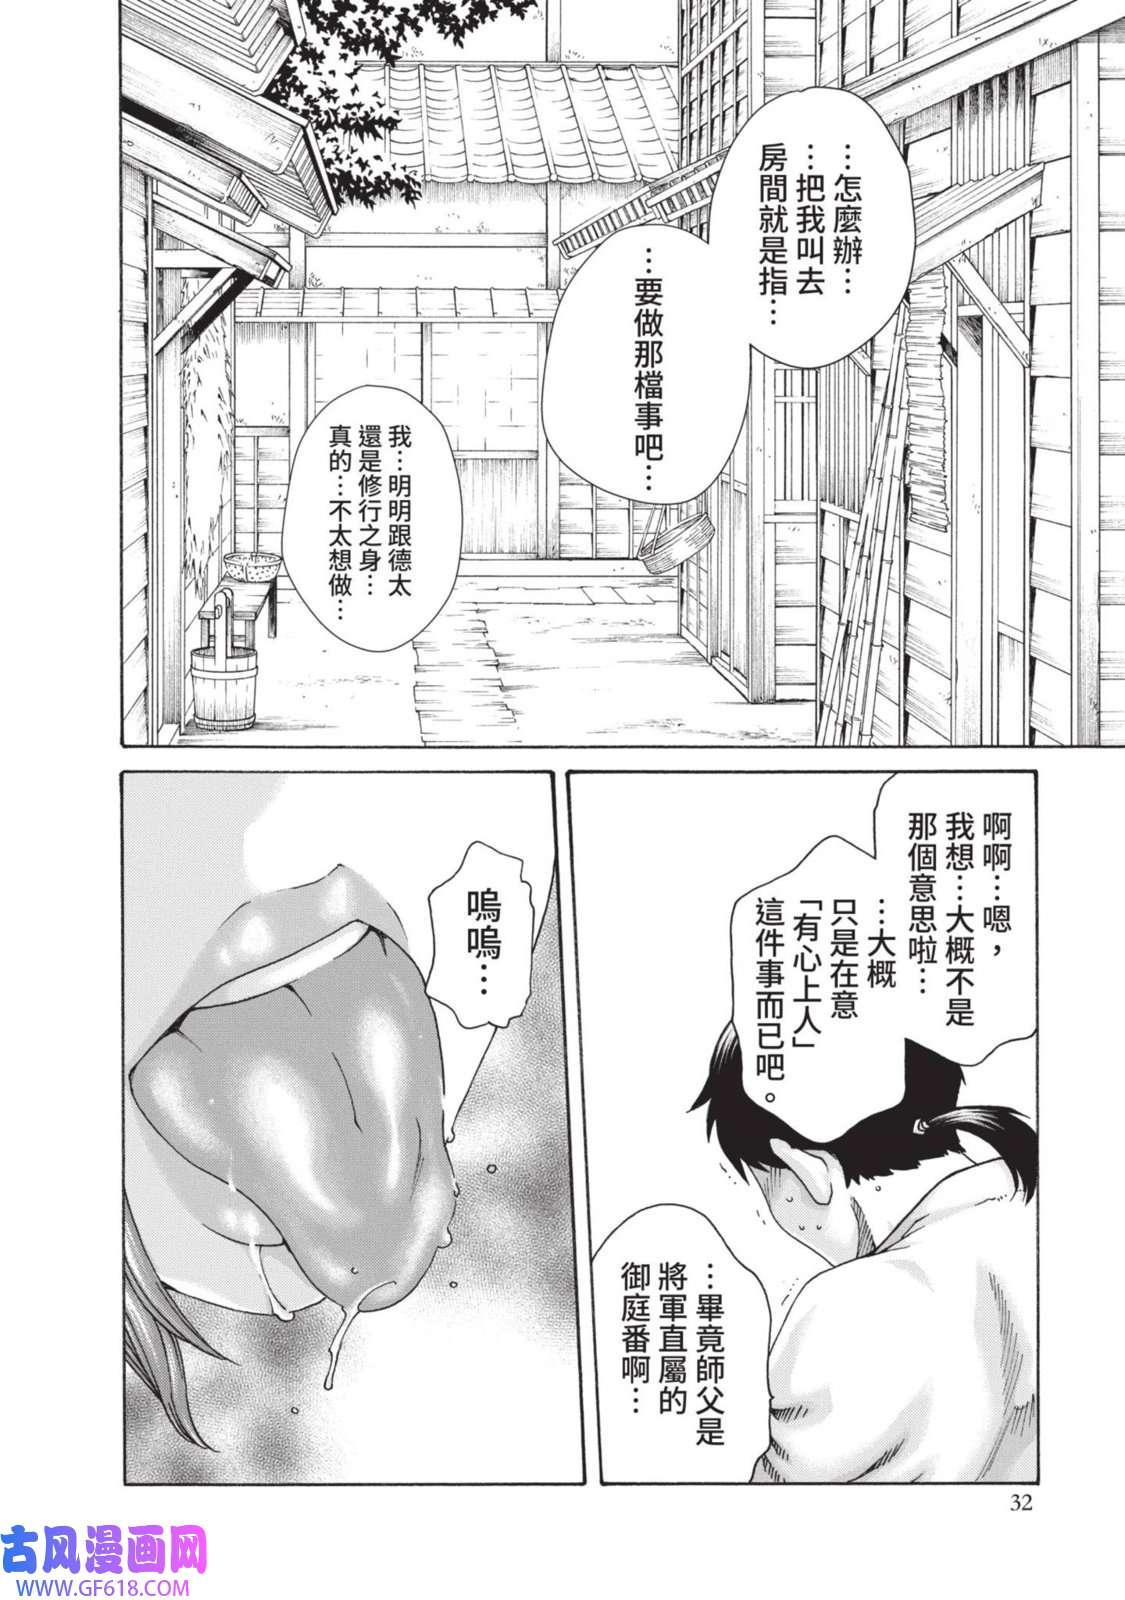 …怎麼辦…
…把我叫去
房間就是指…
…要做那檔事吧…
我…明明跟德太
還是修行之身…
真的…不太想做…
啊啊…嗯，
我想…大概不是
那個意思啦…
…大概
只是在意
「有心上人」
這件事而已吧。
…畢竟師父是
將軍直屬的
御庭番啊…
嗚嗚…
32
古风漫画网
WWW.GF618.COM